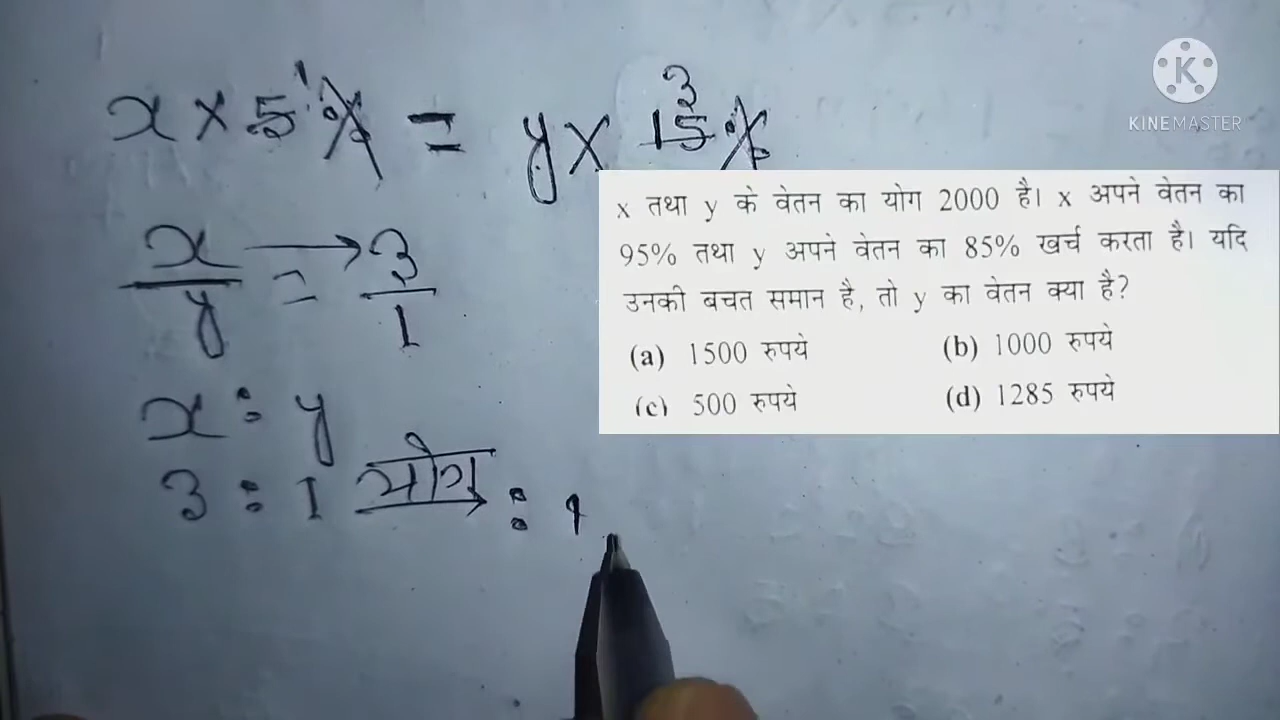 x × 5% = y × 15%
1 3
KINEMASTER
x/y → = 3/1
x : y
3 : 1 योग : 4
x तथा y के वेतन का योग 2000 है। x अपने वेतन का
95% तथा y अपने वेतन का 85% खर्च करता है। यदि
उनकी बचत समान है, तो y का वेतन क्या है?
(a) 1500 रुपये (b) 1000 रुपये
(c) 500 रुपये (d) 1285 रुपये